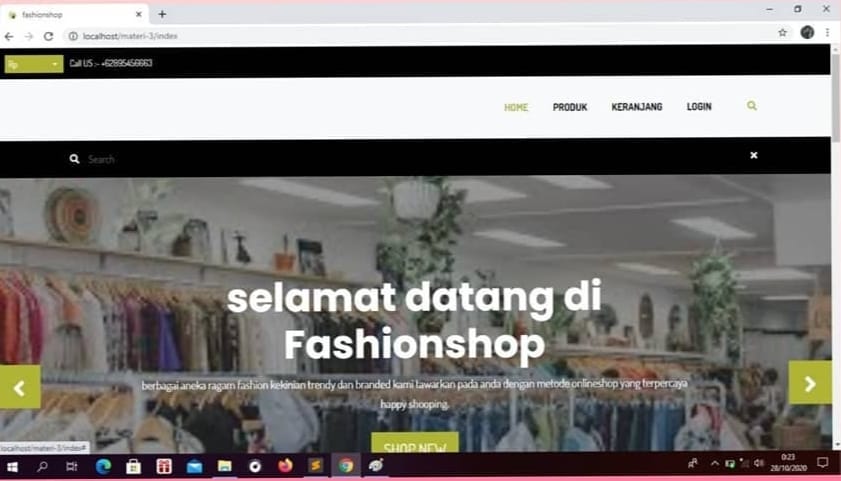 fashionshop
localhost/materi-3/index
Rp
Call US :- +62895456663
HOME PRODUK KERANJANG LOGIN
Search
selamat datang di
Fashionshop
berbagai aneka ragam fashion kekinian trendy dan branded kami tawarkan pada anda dengan metode onlineshop yang terpercaya
happy shooping.
SHOP NEW
localhost/materi-3/index#
0:23
28/10/2020